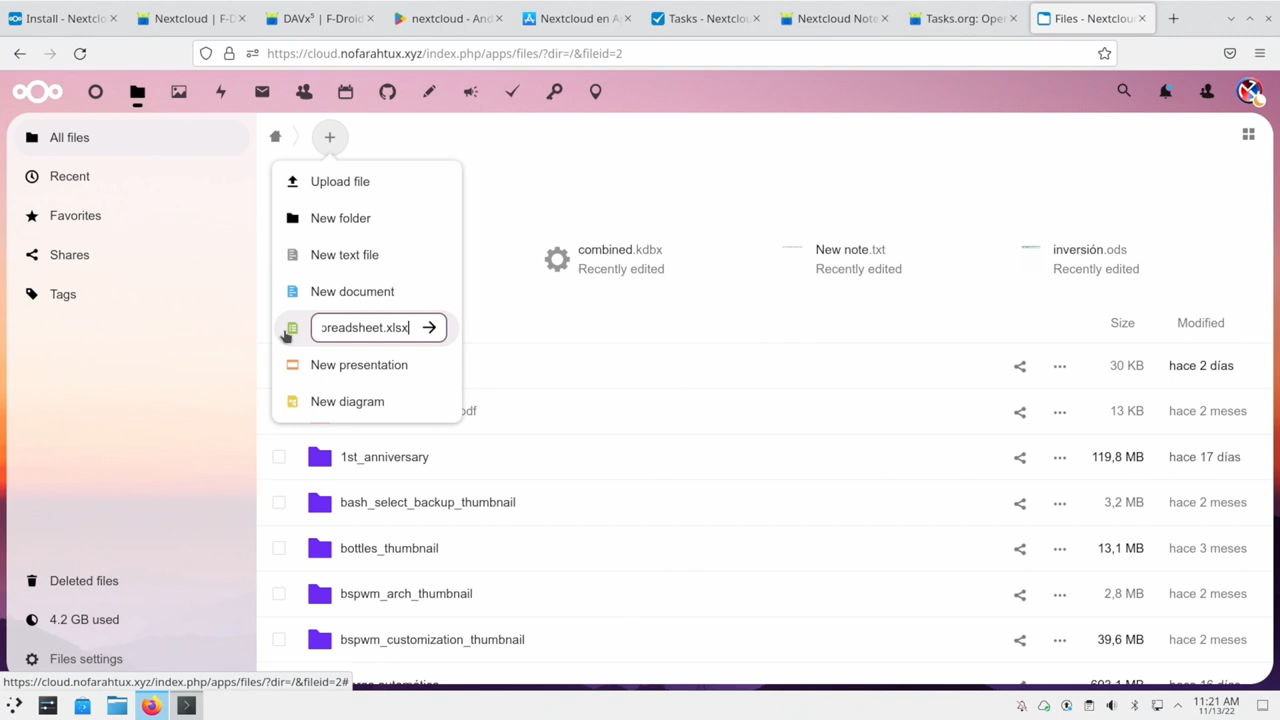 Install - Nextclo
Nextcloud | F-D
DAVx⁵ | F-Droid
nextcloud - And
Nextcloud en Ap
Tasks - Nextclou
Nextcloud Note
Tasks.org: Ope
Files - Nextcloud
https://cloud.nofarahtux.xyz/index.php/apps/files/?dir=/&fileid=2
All files
Recent
Favorites
Shares
Tags
Deleted files
4.2 GB used
Files settings
Upload file
New folder
New text file
New document
preadsheet.xlsx
New presentation
New diagram
combined.kdbx
Recently edited
New note.txt
Recently edited
inversión.ods
Recently edited
Size
Modified
30 KB
hace 2 días
pdf
13 KB
hace 2 meses
1st_anniversary
119,8 MB
hace 17 días
bash_select_backup_thumbnail
3,2 MB
hace 2 meses
bottles_thumbnail
13,1 MB
hace 3 meses
bspwm_arch_thumbnail
2,8 MB
hace 2 meses
bspwm_customization_thumbnail
39,6 MB
hace 2 meses
https://cloud.nofarahtux.xyz/index.php/apps/files/?dir=/&fileid=2#
11:21 AM
11/13/22